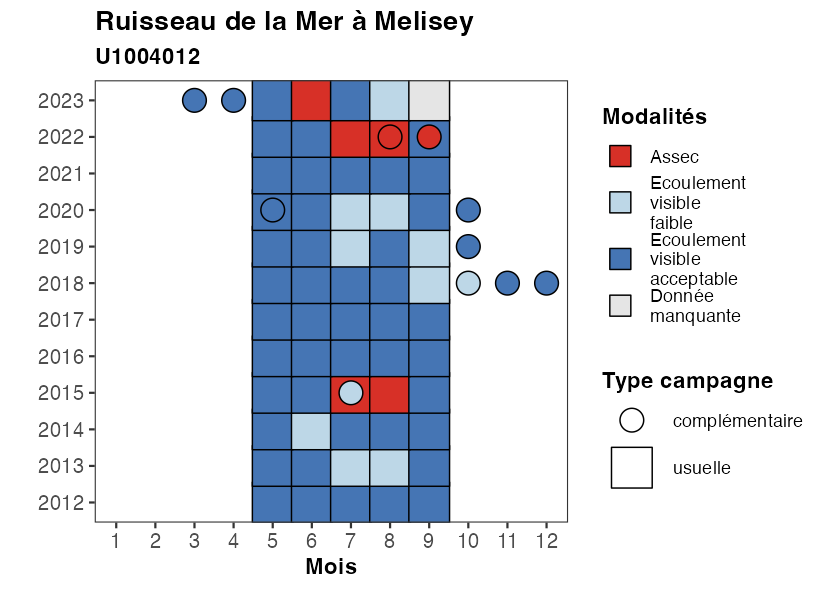 Ruisseau de la Mer à Melisey
U1004012
2023
2022
2021
2020
2019
2018
2017
2016
2015
2014
2013
2012
1 2 3 4 5 6 7 8 9 10 11 12
Mois
Modalités
Assec
Ecoulement
visible
faible
Ecoulement
visible
acceptable
Donnée
manquante
Type campagne
complémentaire
usuelle